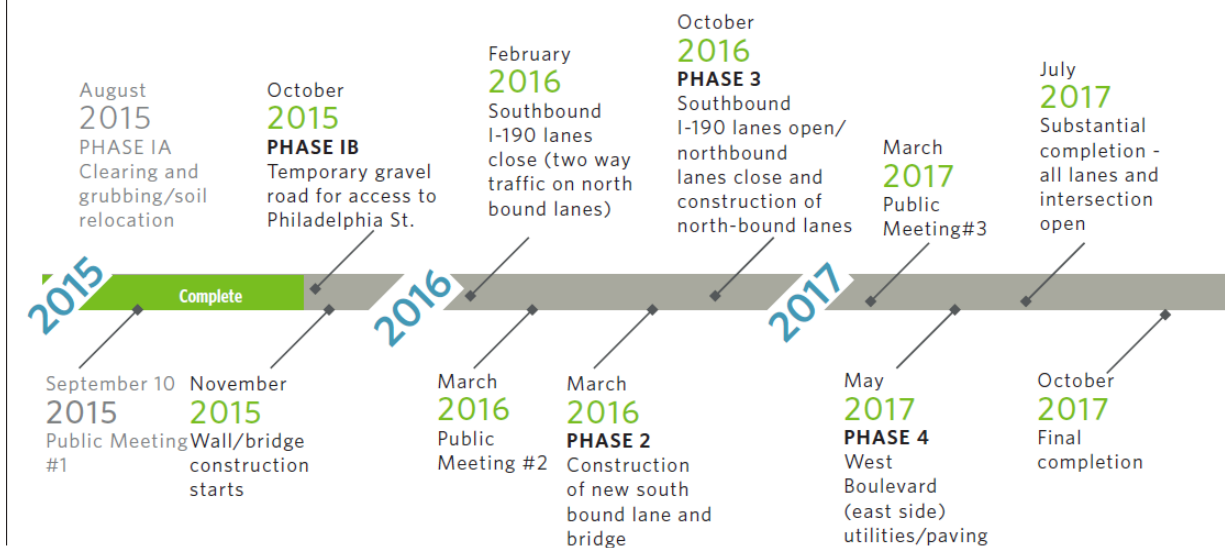 August
2015
PHASE IA
Clearing and
grubbing/soil
relocation
October
2015
PHASE IB
Temporary gravel
road for access to
Philadelphia St.
February
2016
Southbound
I-190 lanes
close (two way
traffic on north
bound lanes)
October
2016
PHASE 3
Southbound
I-190 lanes open/
northbound
lanes close and
construction of
north-bound lanes
March
2017
Public
Meeting#3
July
2017
Substantial
completion -
all lanes and
intersection
open
2015
Complete
2016
2017
September 10
2015
Public Meeting
#1
November
2015
Wall/bridge
construction
starts
March
2016
Public
Meeting #2
March
2016
PHASE 2
Construction
of new south
bound lane and
bridge
May
2017
PHASE 4
West
Boulevard
(east side)
utilities/paving
October
2017
Final
completion